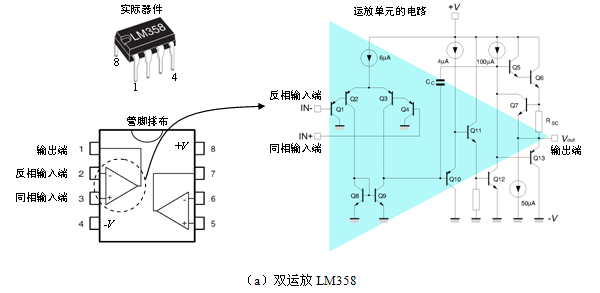 实际器件
LM358
8
1
4
管脚排布
输出端
反相输入端
同相输入端
1
2
3
4
8
7
6
5
+V
-V
-
+
-
+
运放单元的电路
+V
6μA
4μA
100μA
Q5
Q6
反相输入端
IN-
Q1
Q2
Q3
Q4
CC
Q7
RSC
IN+
同相输入端
Q11
Vout
输出端
Q13
Q8
Q9
Q10
Q12
50μA
-V
（a）双运放 LM358